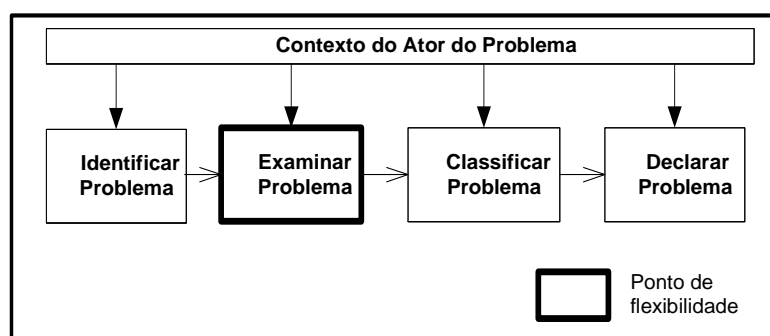 Contexto do Ator do Problema
Identificar
Problema
Examinar
Problema
Classificar
Problema
Declarar
Problema
Ponto de
flexibilidade